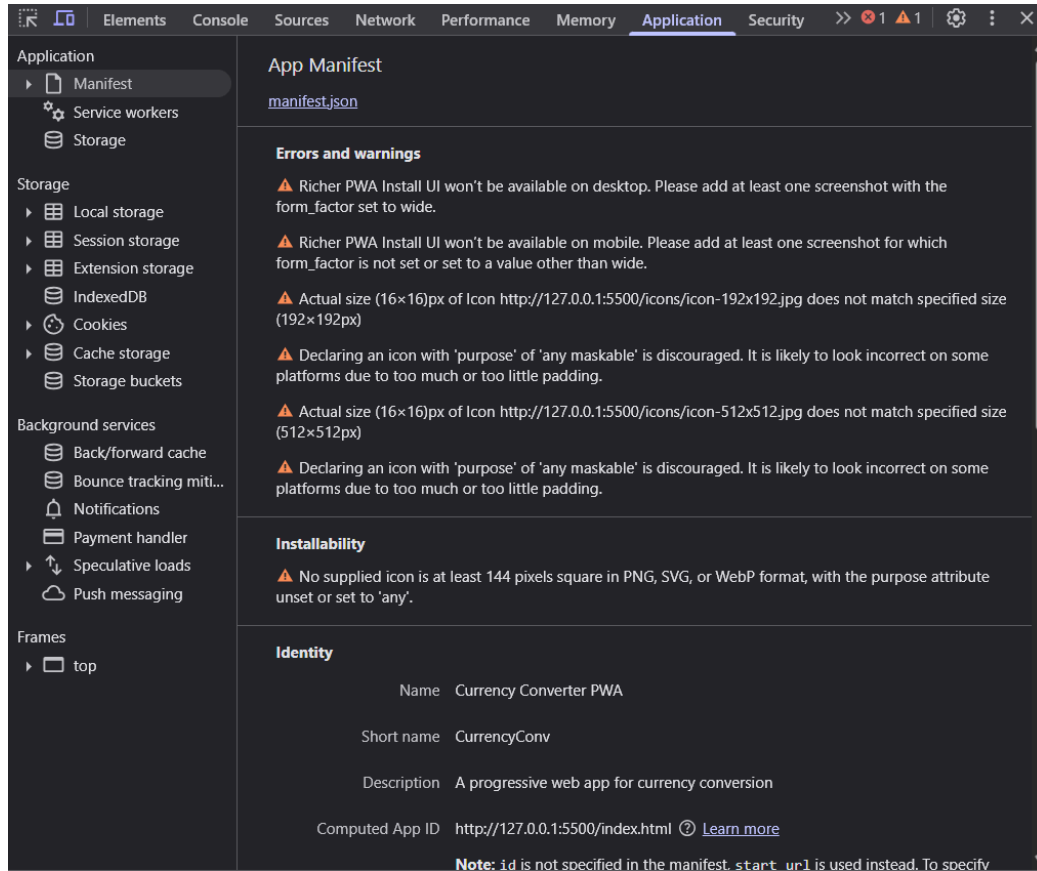 Elements Console Sources Network Performance Memory Application Security >> 1 1
Application
Manifest
Service workers
Storage
Storage
Local storage
Session storage
Extension storage
IndexedDB
Cookies
Cache storage
Storage buckets
Background services
Back/forward cache
Bounce tracking miti...
Notifications
Payment handler
Speculative loads
Push messaging
Frames
top
App Manifest
manifest.json
Errors and warnings
Richer PWA Install UI won't be available on desktop. Please add at least one screenshot with the
form_factor set to wide.
Richer PWA Install UI won't be available on mobile. Please add at least one screenshot for which
form_factor is not set or set to a value other than wide.
Actual size (16×16)px of Icon http://127.0.0.1:5500/icons/icon-192x192.jpg does not match specified size
(192×192px)
Declaring an icon with 'purpose' of 'any maskable' is discouraged. It is likely to look incorrect on some
platforms due to too much or too little padding.
Actual size (16×16)px of Icon http://127.0.0.1:5500/icons/icon-512x512.jpg does not match specified size
(512×512px)
Declaring an icon with 'purpose' of 'any maskable' is discouraged. It is likely to look incorrect on some
platforms due to too much or too little padding.
Installability
No supplied icon is at least 144 pixels square in PNG, SVG, or WebP format, with the purpose attribute
unset or set to 'any'.
Identity
Name Currency Converter PWA
Short name CurrencyConv
Description A progressive web app for currency conversion
Computed App ID http://127.0.0.1:5500/index.html ? Learn more
Note: id is not specified in the manifest, start_url is used instead. To specify